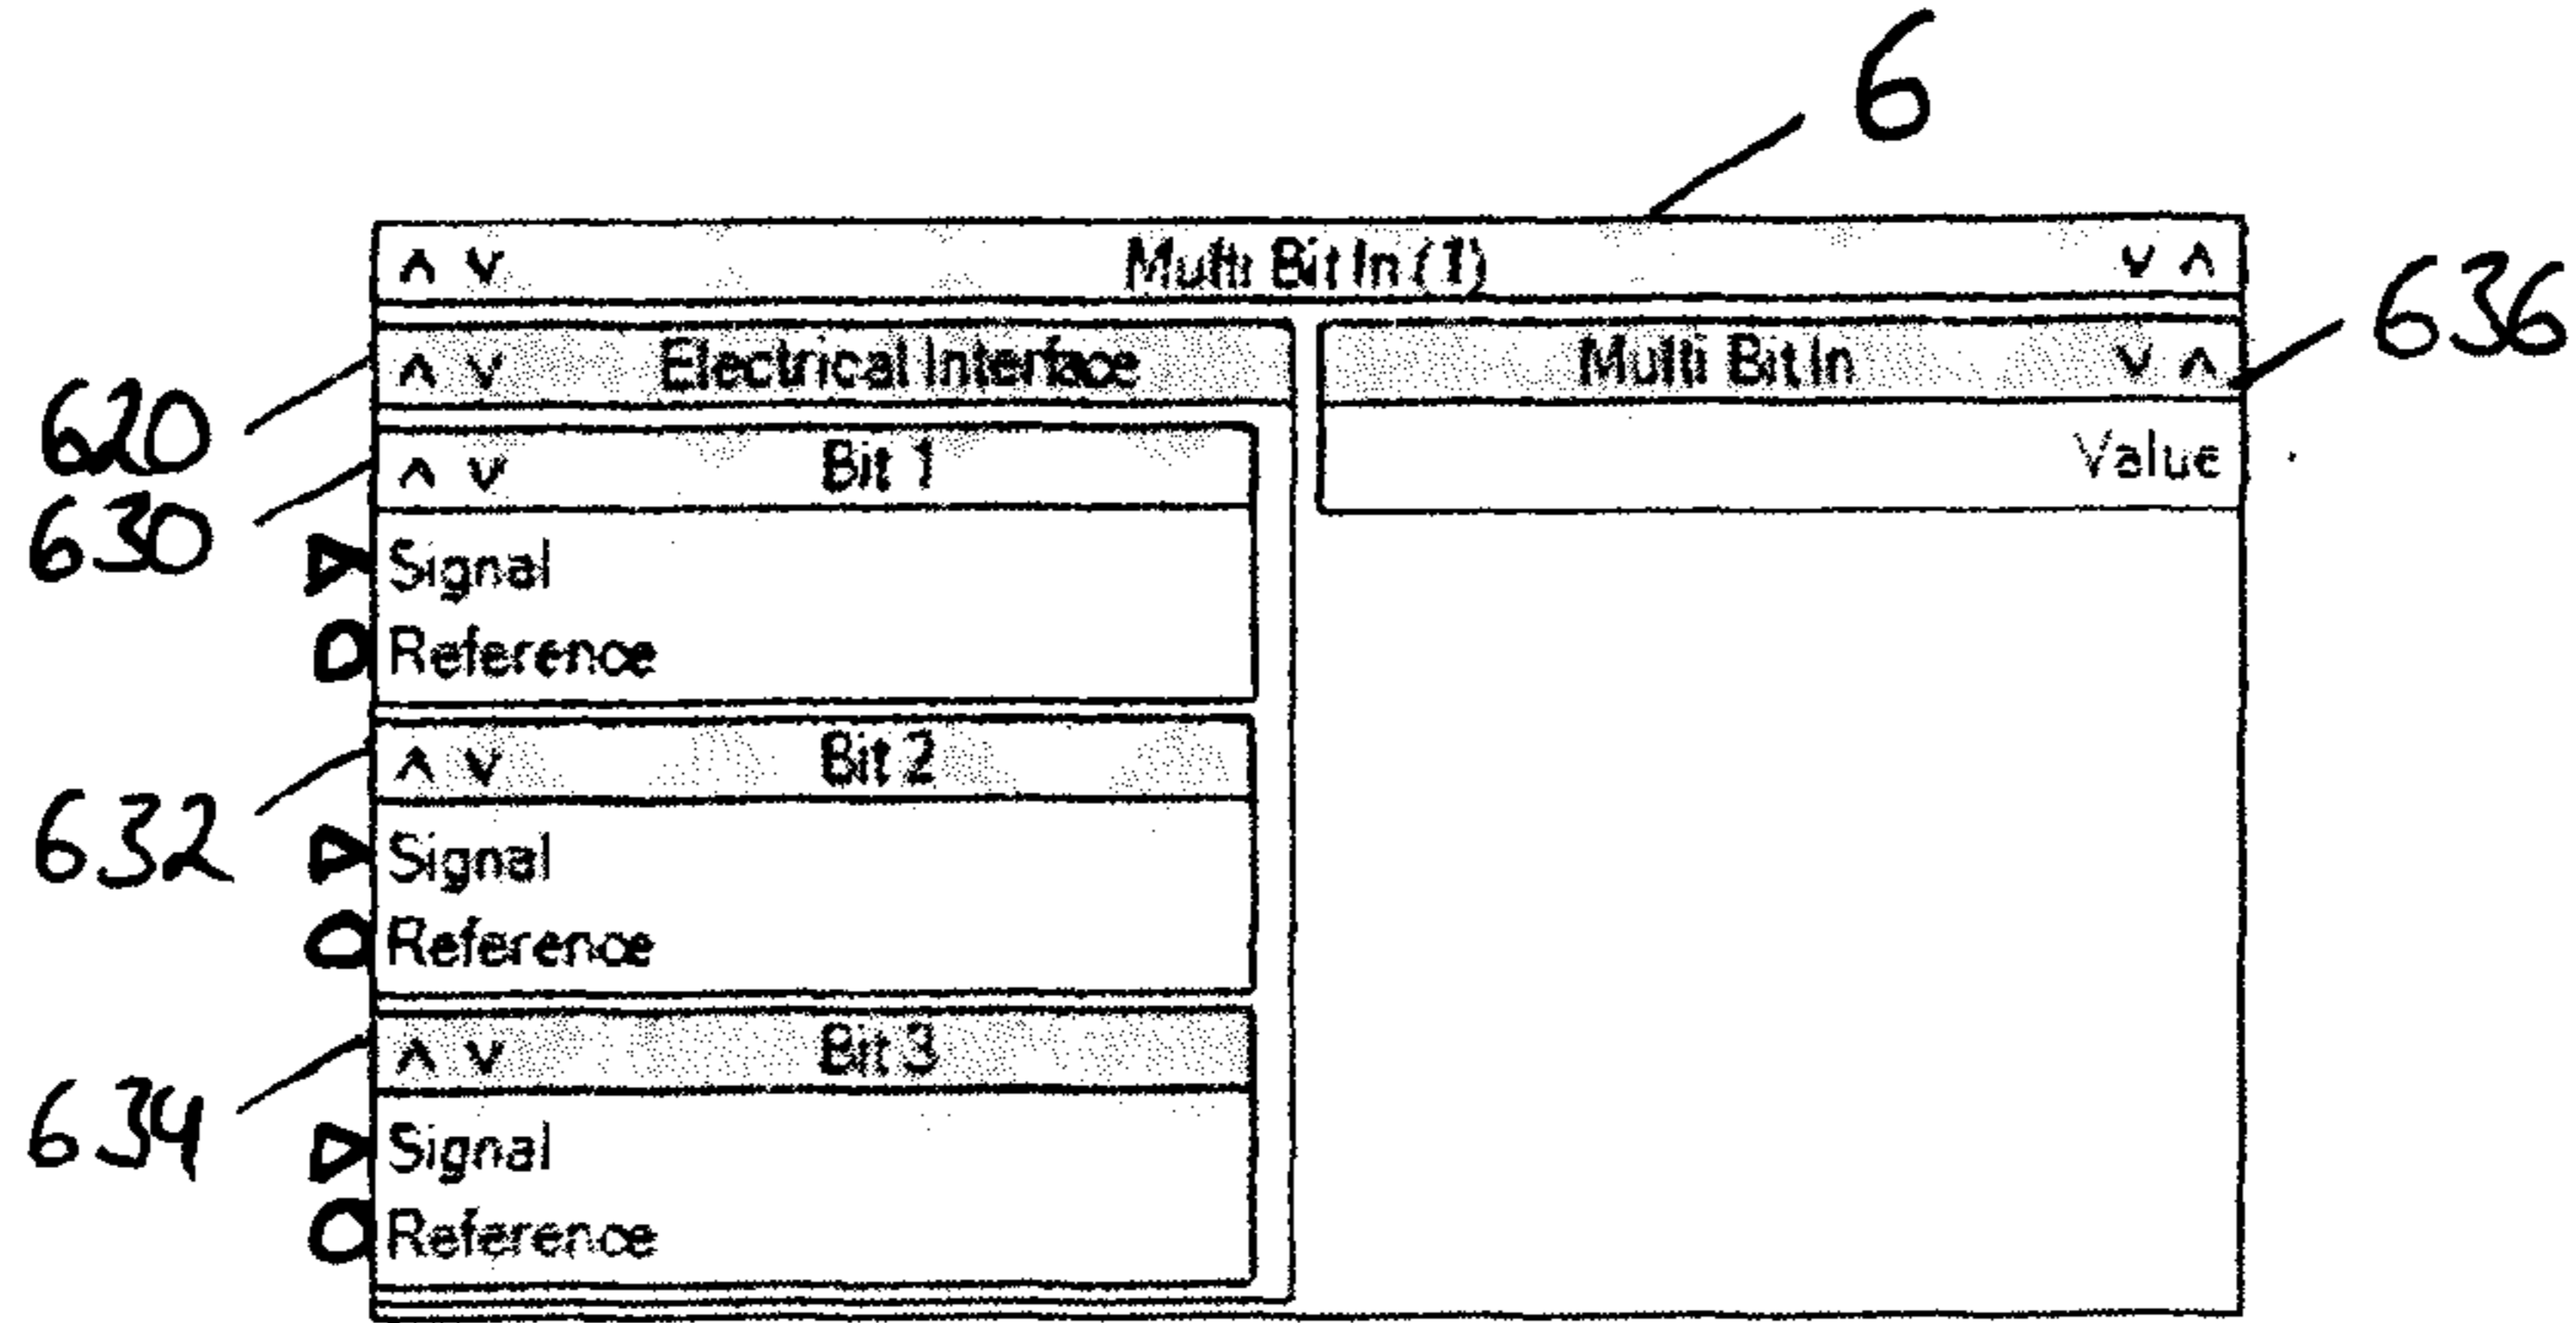 6
∧ ∨ Multi Bit In (1) ∨ ∧
636
∧ ∨ Electrical Interface
Multi Bit In ∨ ∧
620
Value
∧ ∨ Bit 1
630
Signal
Reference
∧ ∨ Bit 2
632
Signal
Reference
∧ ∨ Bit 3
634
Signal
Reference